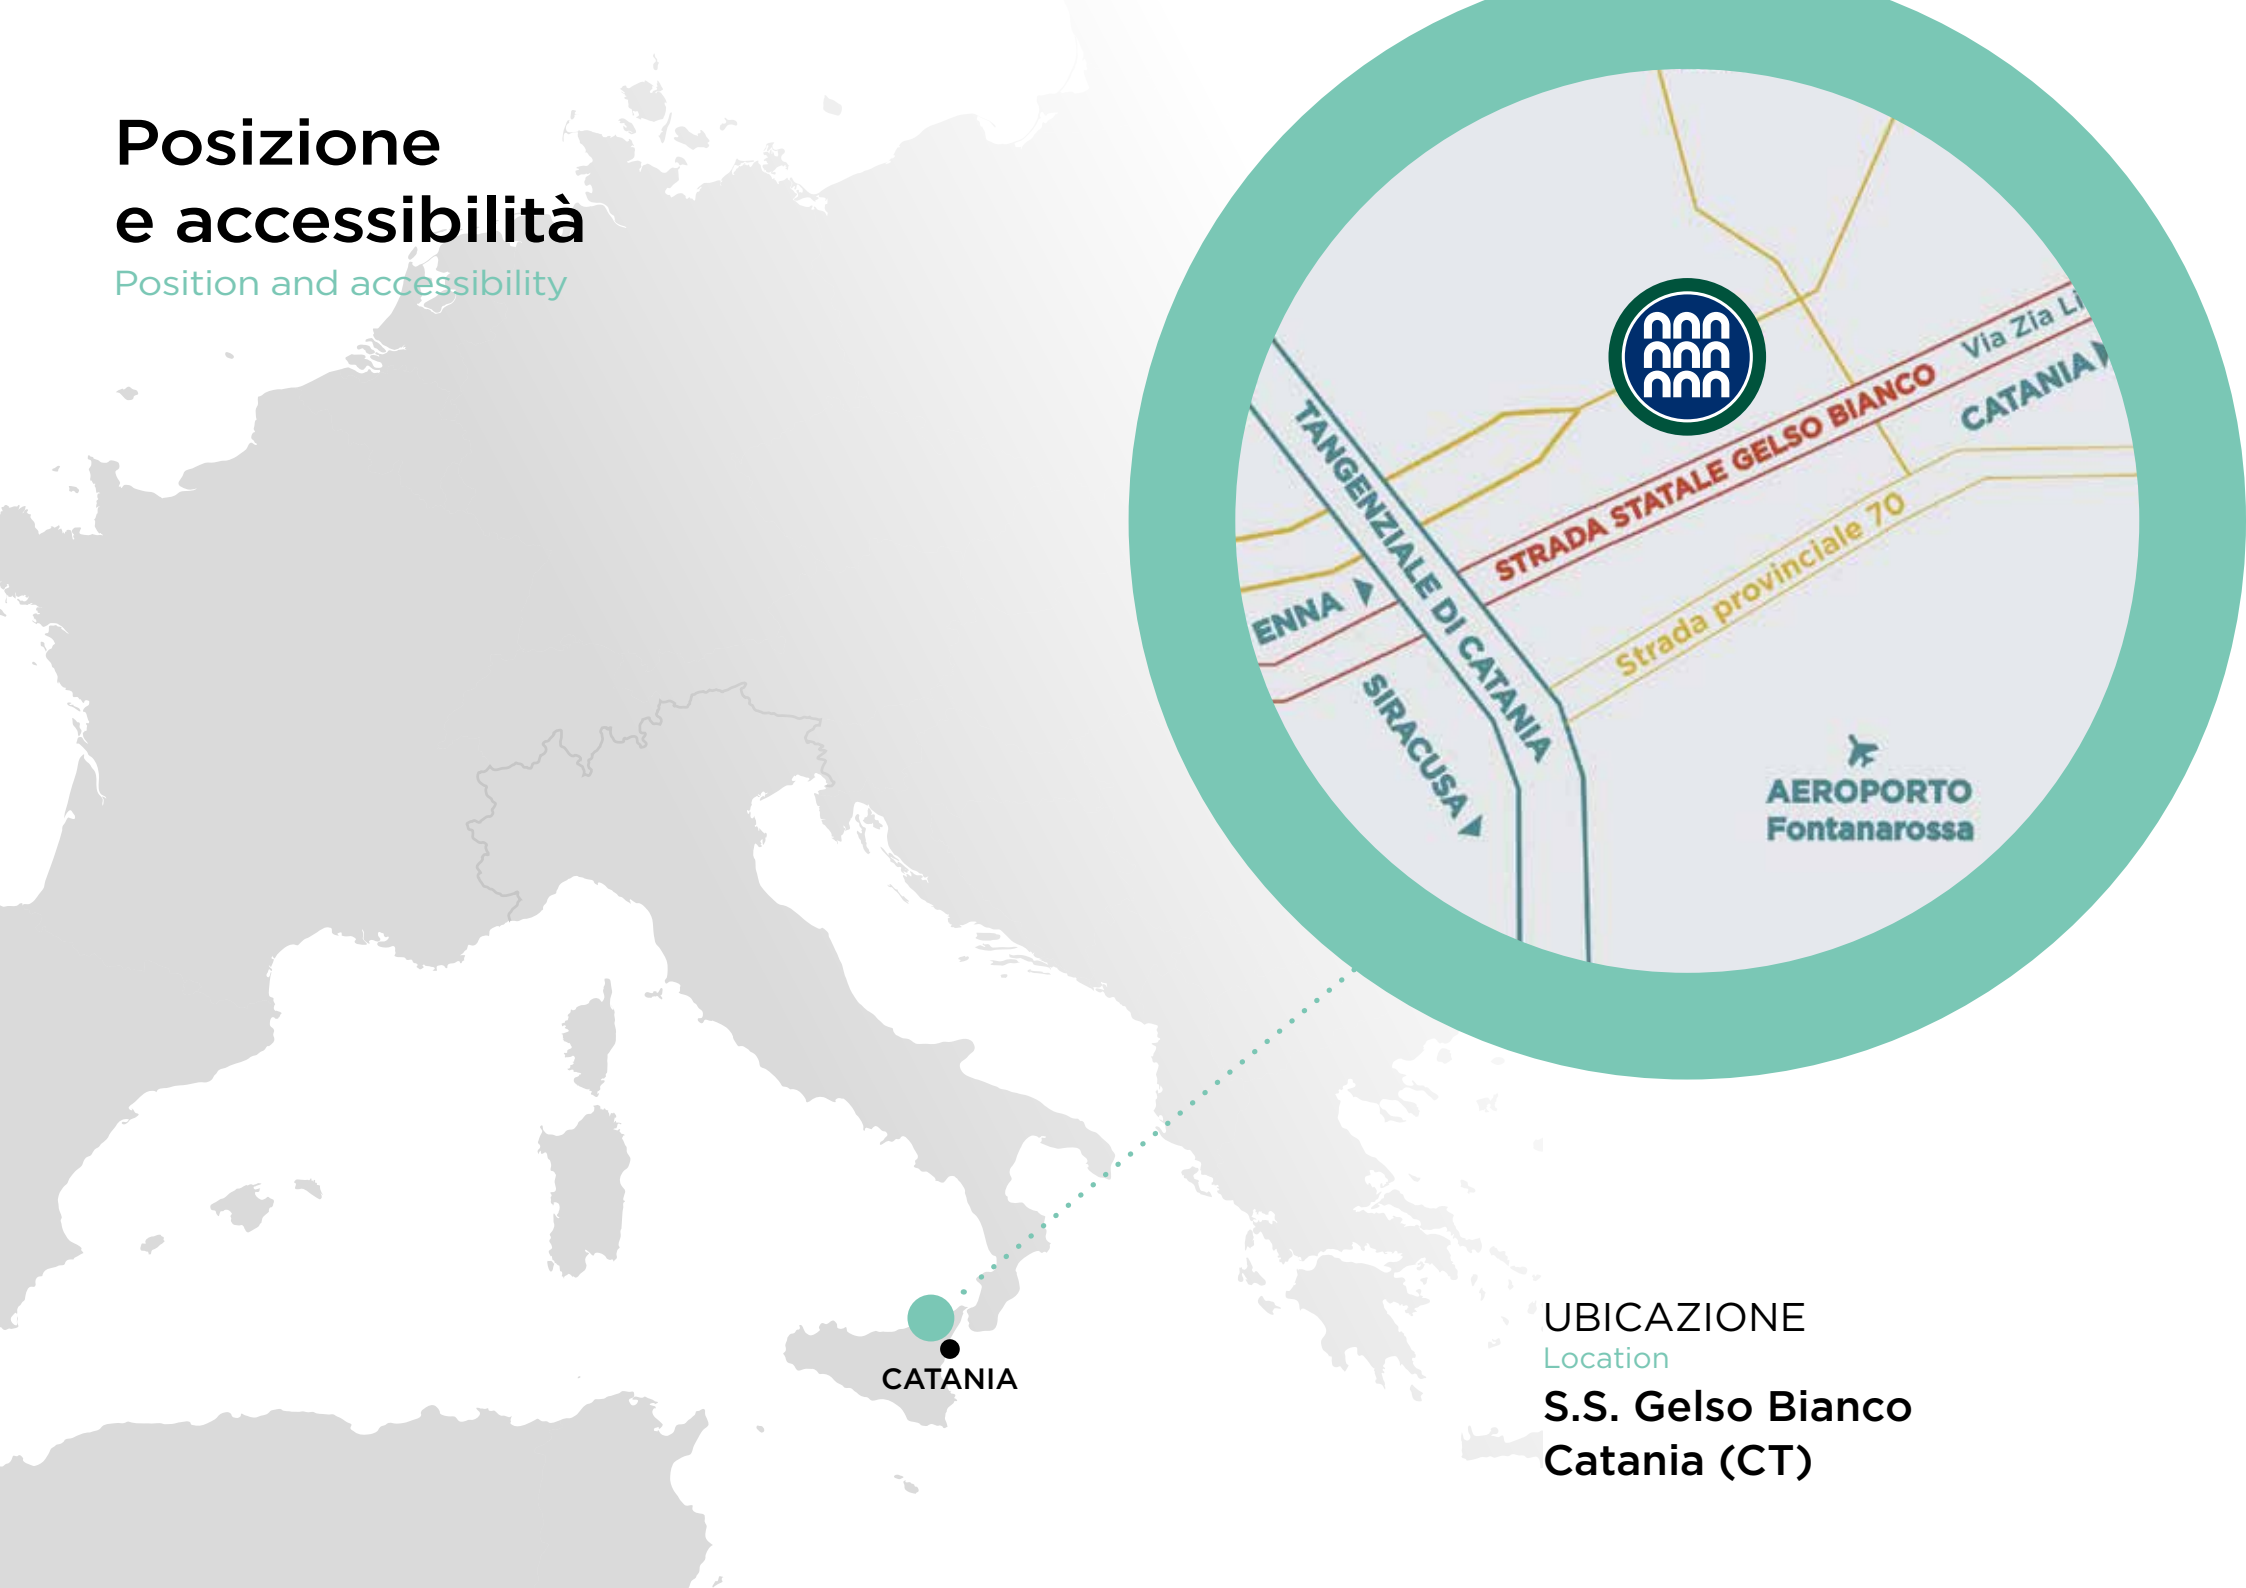 Posizione
e accessibilità
Position and accessibility
Via Zia Li
CATANIA
STRADA STATALE GELSO BIANCO
TANGENZIALE DI CATANIA
Strada provinciale 70
ENNA
SIRACUSA
AEROPORTO
Fontanarossa
CATANIA
UBICAZIONE
Location
S.S. Gelso Bianco
Catania (CT)